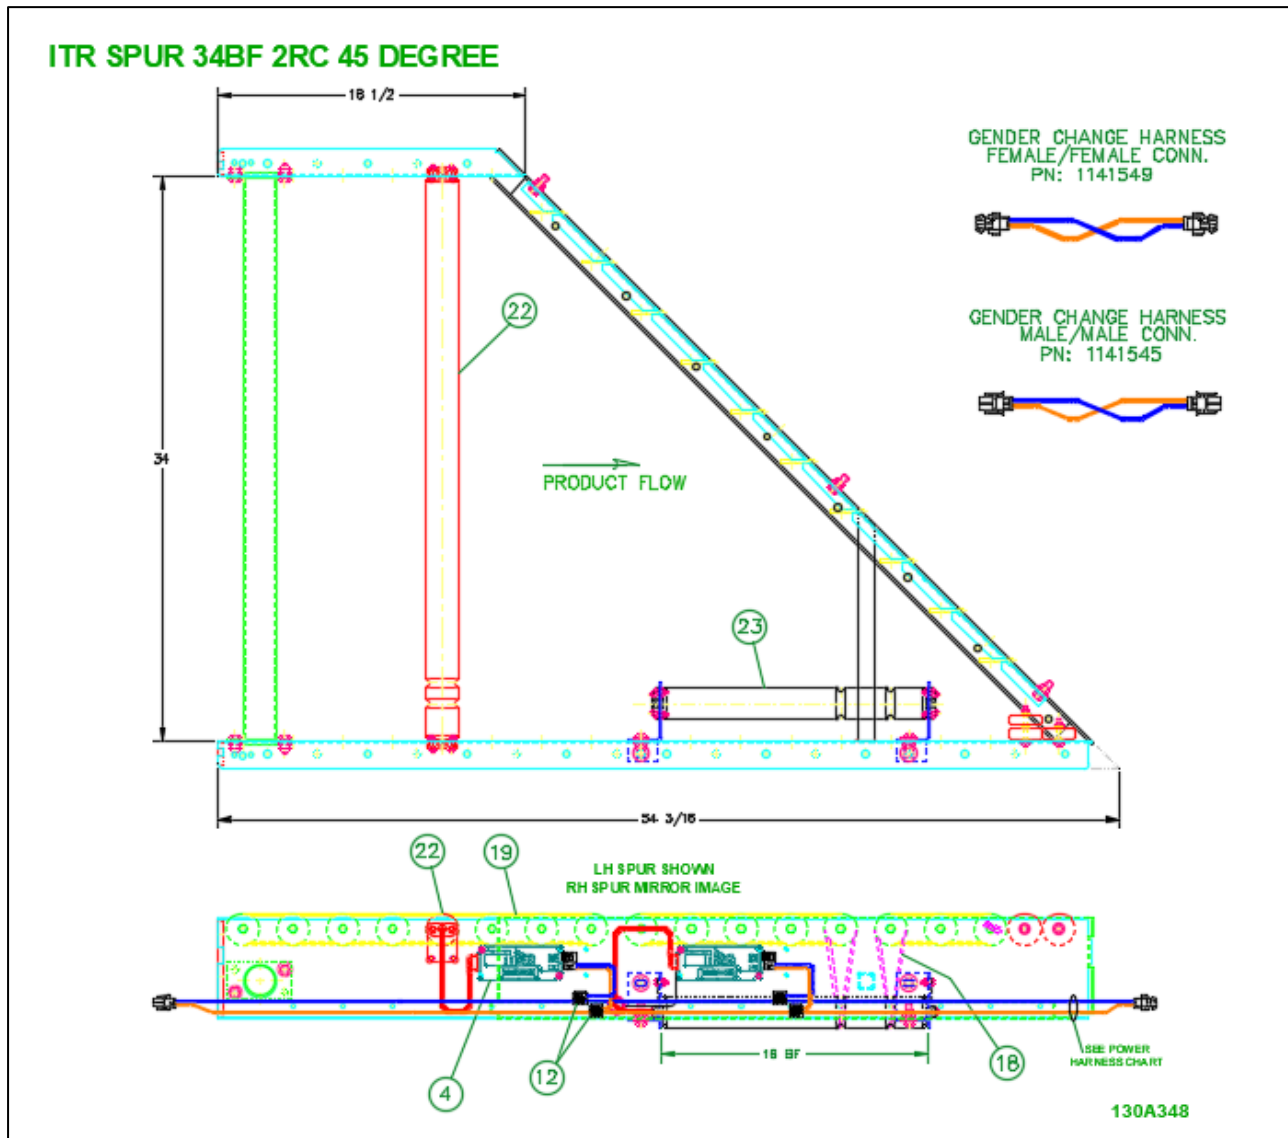 ITR SPUR 34BF 2RC 45 DEGREE
18 1/2
GENDER CHANGE HARNESS
FEMALE/FEMALE CONN.
PN: 1141549
22
GENDER CHANGE HARNESS
MALE/MALE CONN.
PN: 1141545
34
PRODUCT FLOW
23
54 3/16
22
19
LH SPUR SHOWN
RH SPUR MIRROR IMAGE
4
12
16 BF
18
SEE POWER
HARNESS CHART
130A348